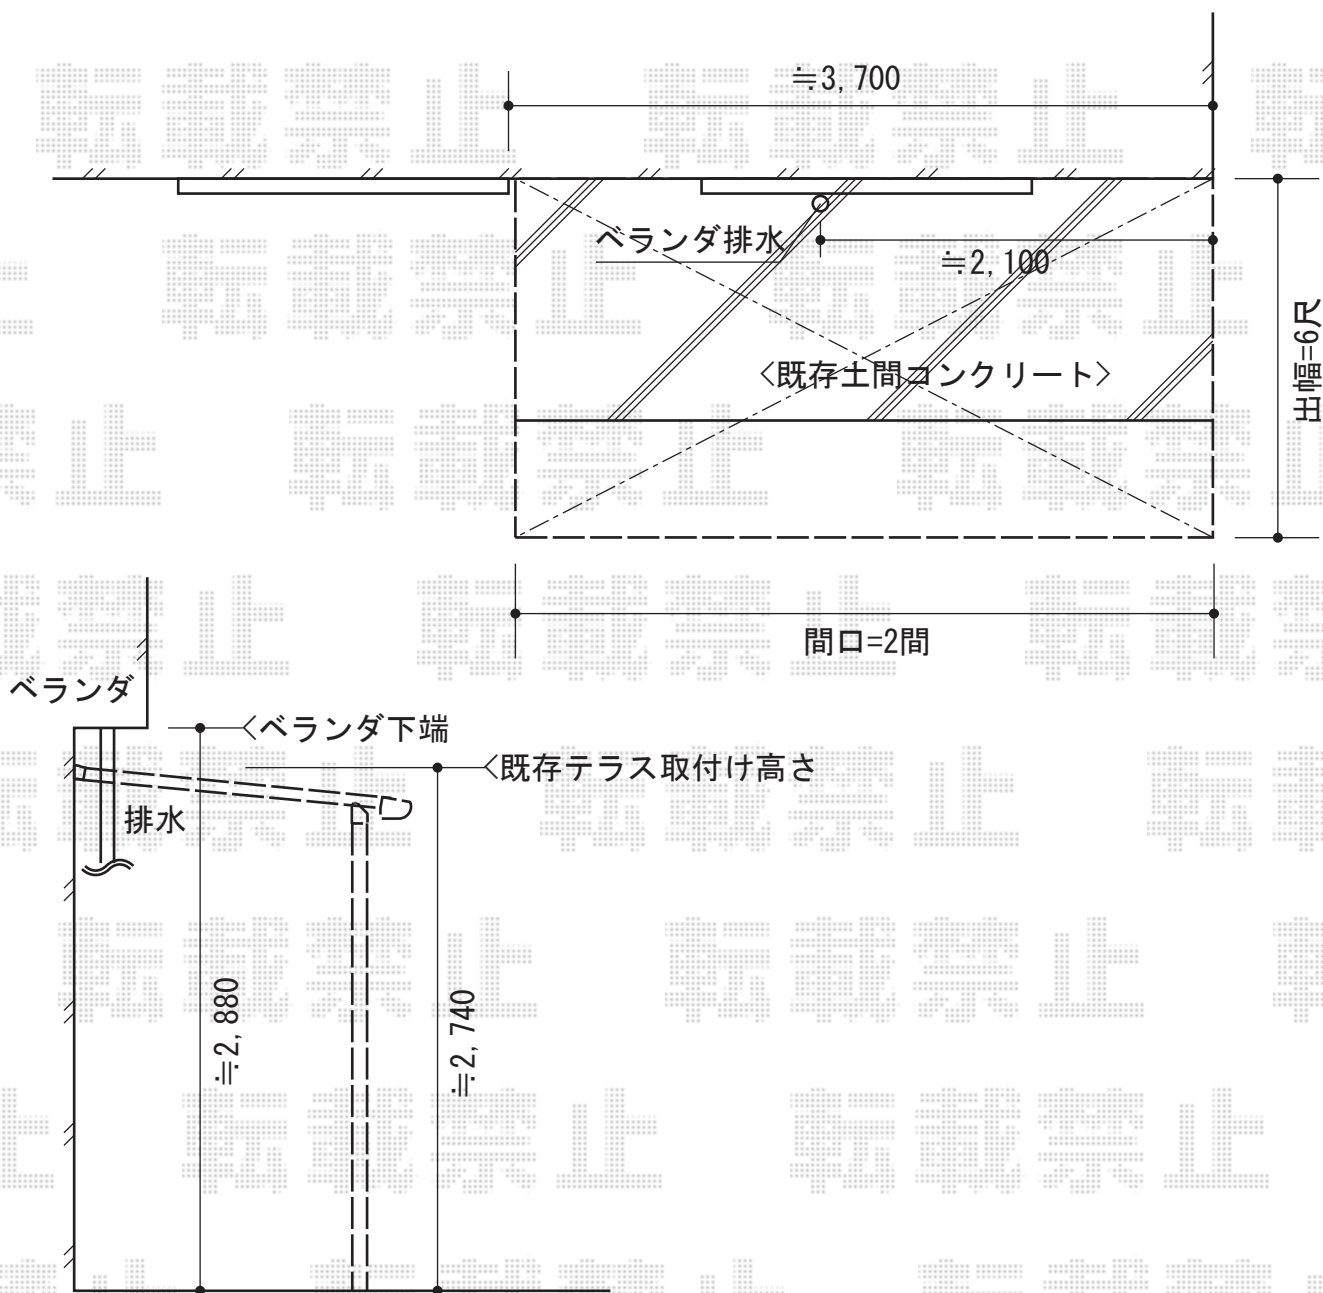 ≒3,700
ベランダ排水
≒2,100
<既存土間コンクリート>
出幅=6尺
間口=2間
ベランダ
<ベランダ下端
<既存テラス取付け高さ
排水
≒2,880
≒2,740
転載禁止